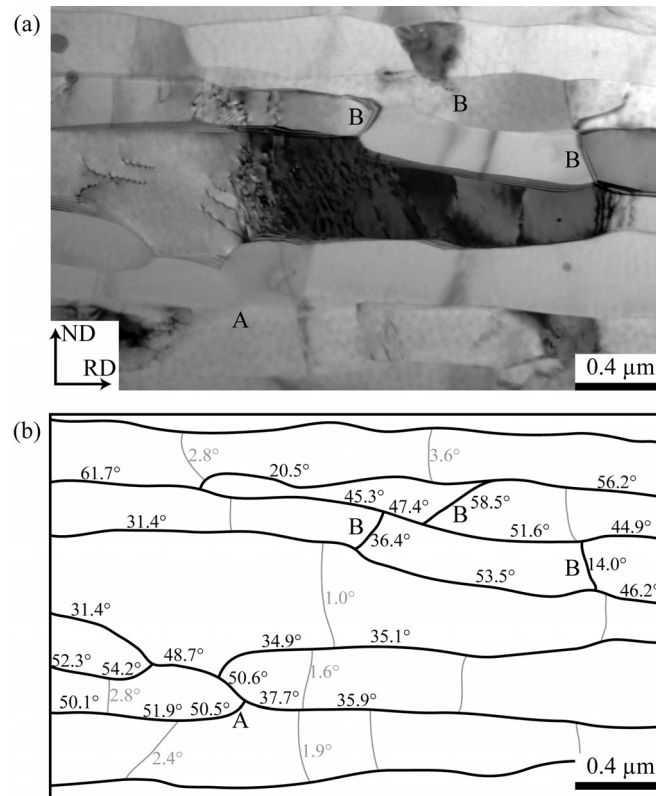 (a)
B
B
B
A
ND
RD
0.4 μm
(b)
2.8°
3.6°
61.7°
20.5°
56.2°
45.3°
47.4°
58.5°
B
31.4°
B
36.4°
51.6°
44.9°
B
14.0°
53.5°
46.2°
1.0°
31.4°
48.7°
34.9°
35.1°
52.3°
54.2°
50.6°
1.6°
2.8°
50.1°
51.9°
50.5°
37.7°
35.9°
A
2.4°
1.9°
0.4 μm